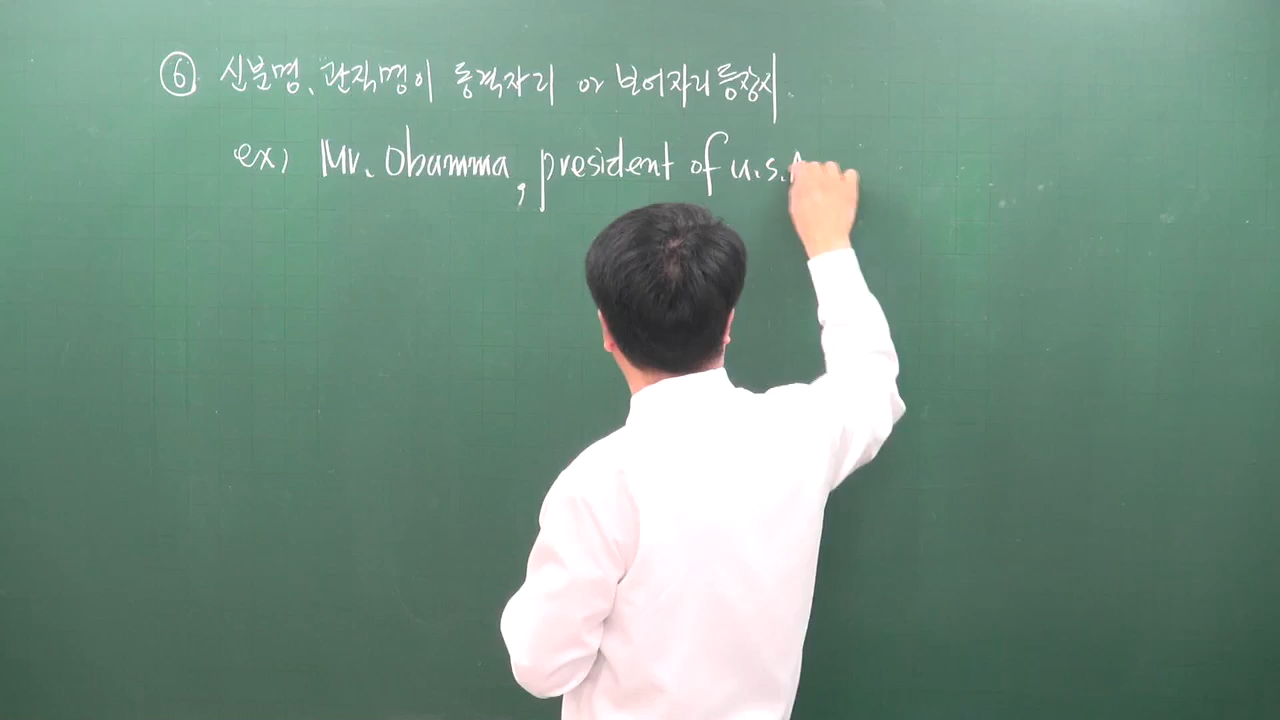 ⑥ 신분명, 관직명이 동격자리 or 보어자리 등장시
ex) Mr. Obamma, president of u.s.A